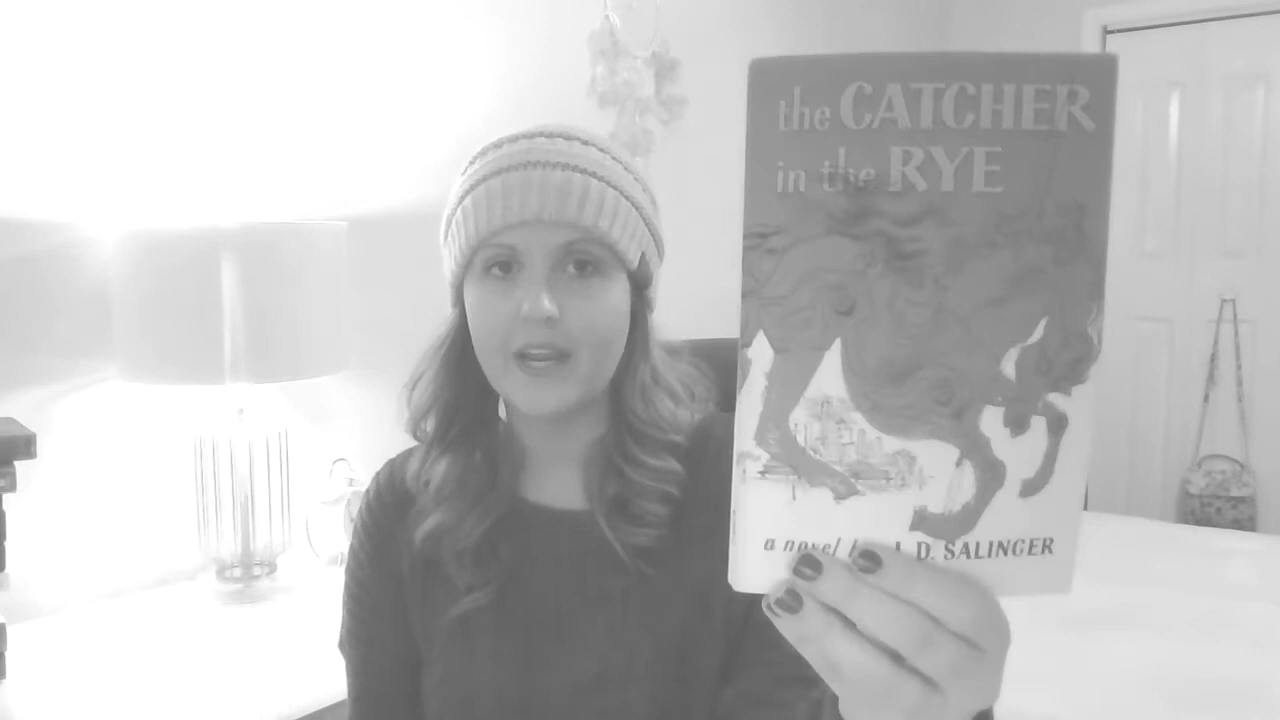 the CATCHER
in the RYE
a novel J. D. SALINGER